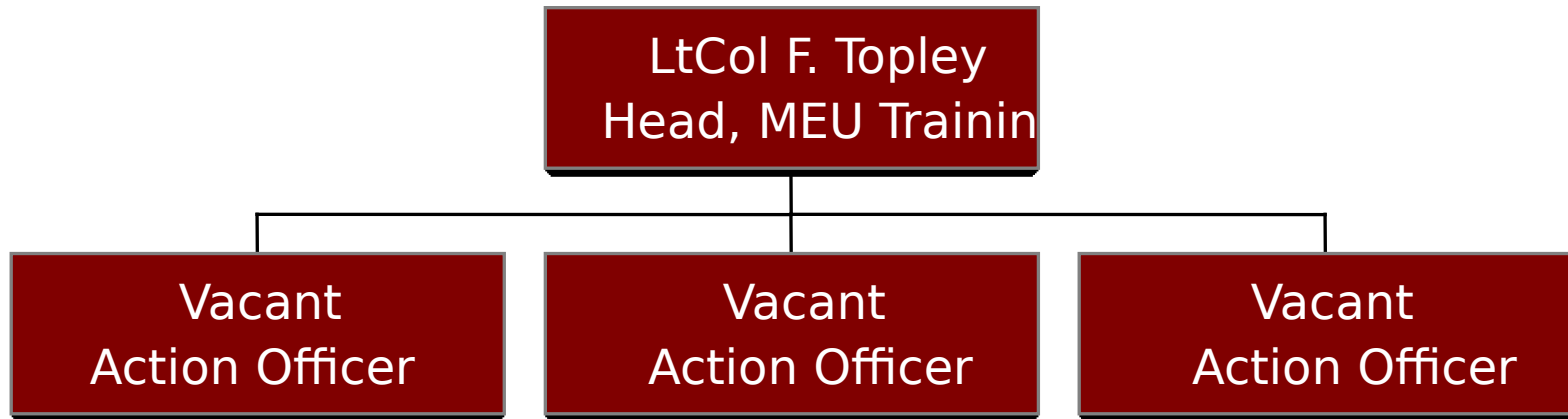 LtCol F. Topley
Head, MEU Trainin
Vacant
Action Officer
Vacant
Action Officer
Vacant
Action Officer